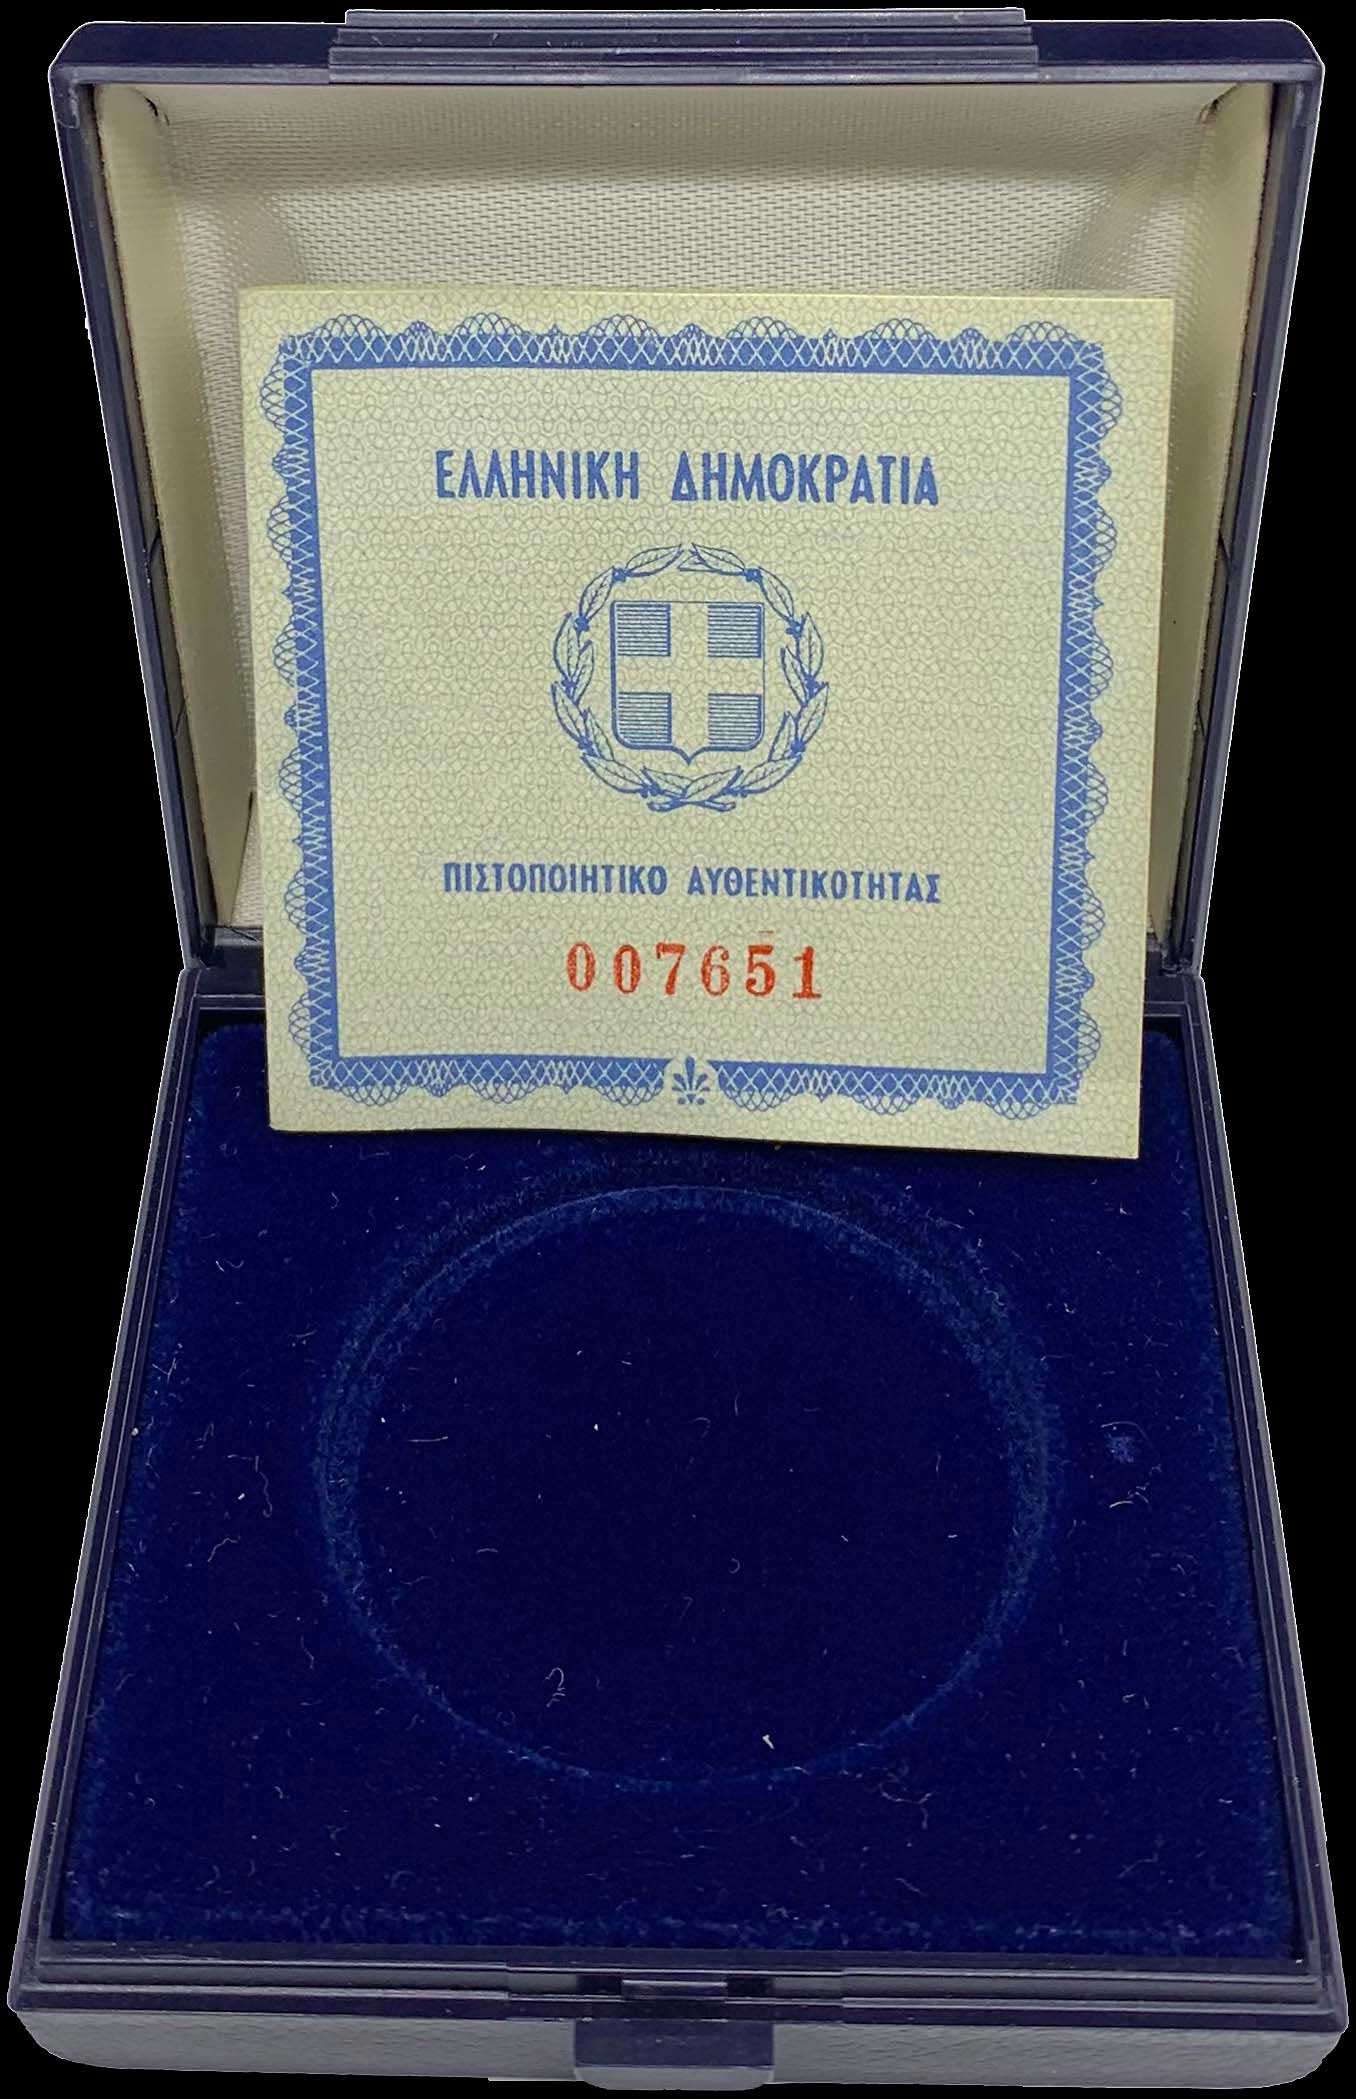 ΕΛΛΗΝΙΚΗ ΔΗΜΟΚΡΑΤΙΑ
ΠΙΣΤΟΠΟΙΗΤΙΚΟ ΑΥΘΕΝΤΙΚΟΤΗΤΑΣ
007651